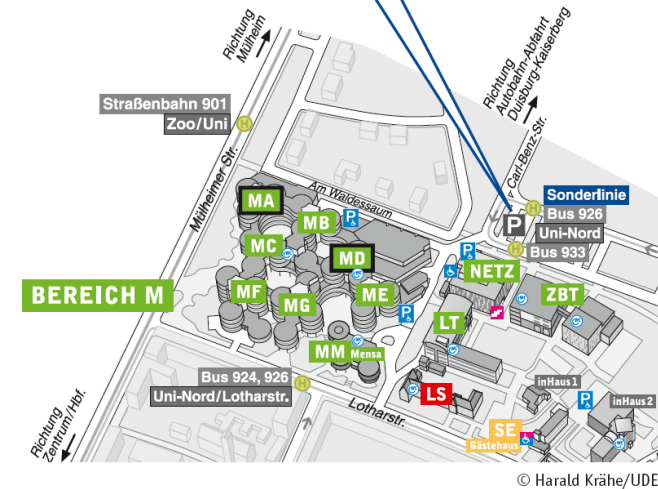 Richtung
Mülheim
Richtung
Autobahn-Abfahrt
Duisburg-Kaiserberg
Straßenbahn 901
Zoo/Uni
H
Mülheimer Str.
Carl-Benz-Str.
Am Waldessaum
Sonderlinie
H
Bus 926
P
Uni-Nord
H
Bus 933
MA
MB
P
MC
MD
P
NETZ
ZBT
BEREICH M
MF
MG
ME
P
LT
MM Mensa
Bus 924, 926
Uni-Nord/Lotharstr.
H
Lotharstr.
LS
inHaus1
P
inHaus2
SE
Gästehaus
Richtung
Zentrum/Hbf.
© Harald Krähe/UDE